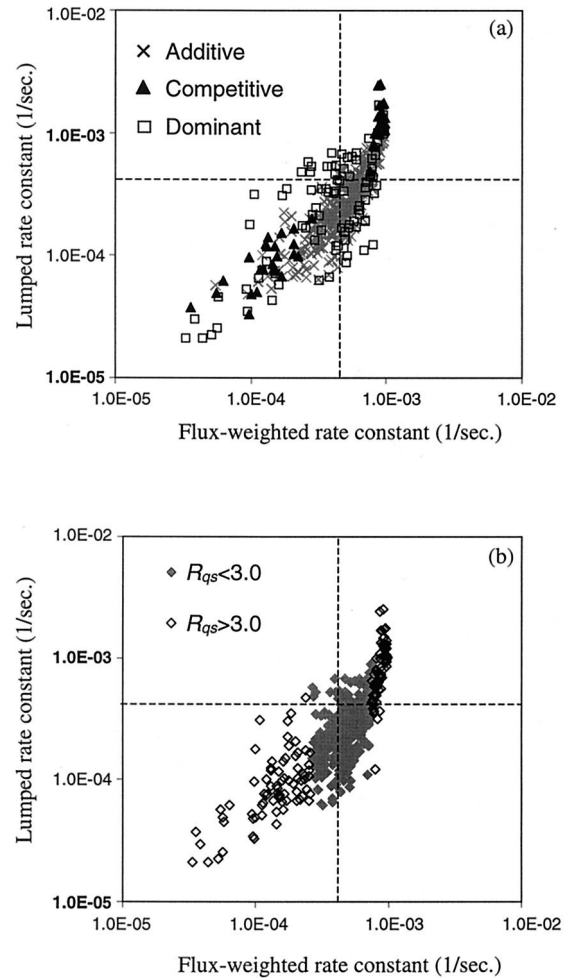 (a)
1.0E-02
1.0E-03
1.0E-04
1.0E-05
Lumped rate constant (1/sec.)
Additive
Competitive
Dominant
1.0E-05 1.0E-04 1.0E-03 1.0E-02
Flux-weighted rate constant (1/sec.)
(b)
1.0E-02
1.0E-03
1.0E-04
1.0E-05
Lumped rate constant (1/sec.)
Rqs<3.0
Rqs>3.0
1.0E-05 1.0E-04 1.0E-03 1.0E-02
Flux-weighted rate constant (1/sec.)